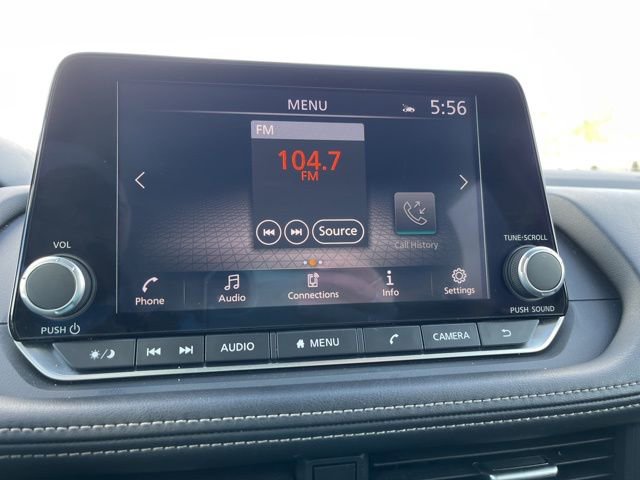 MENU
5:56
FM
104.7
FM
Source
Call History
Phone
Audio
Connections
Info
Settings
VOL
PUSH
TUNE·SCROLL
PUSH SOUND
AUDIO
MENU
CAMERA